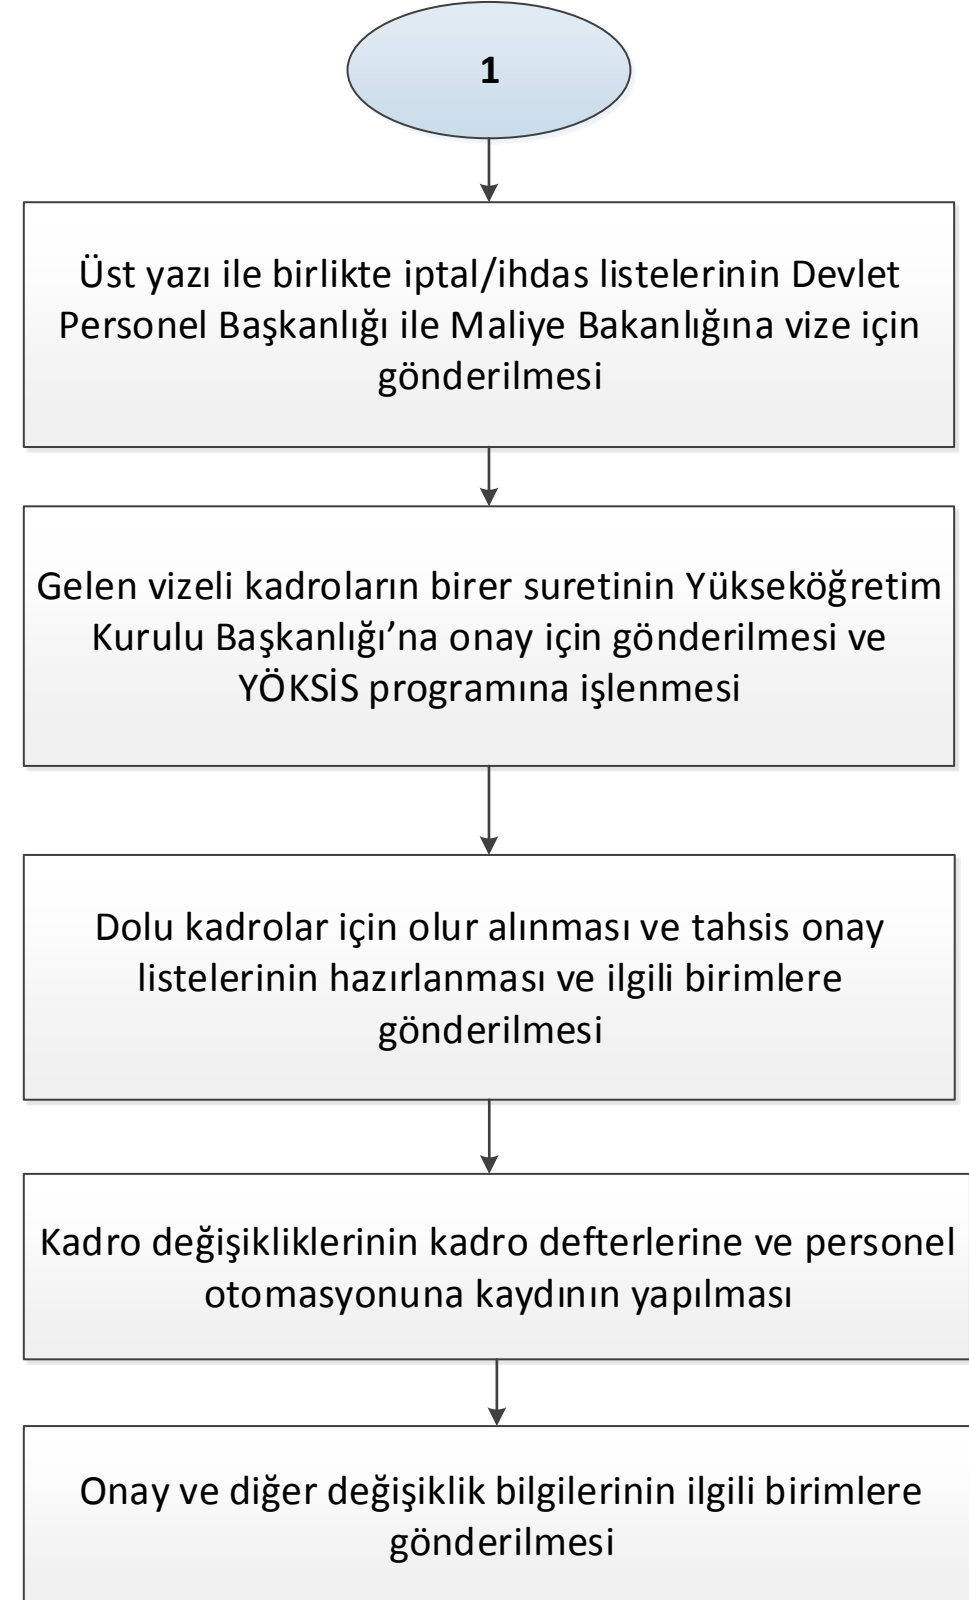 1
Üst yazı ile birlikte iptal/ihdas listelerinin Devlet
Personel Başkanlığı ile Maliye Bakanlığına vize için
gönderilmesi
Gelen vizeli kadroların birer suretinin Yükseköğretim
Kurulu Başkanlığı’na onay için gönderilmesi ve
YÖKSİS programına işlenmesi
Dolu kadrolar için olur alınması ve tahsis onay
listelerinin hazırlanması ve ilgili birimlere
gönderilmesi
Kadro değişikliklerinin kadro defterlerine ve personel
otomasyonuna kaydının yapılması
Onay ve diğer değişiklik bilgilerinin ilgili birimlere
gönderilmesi